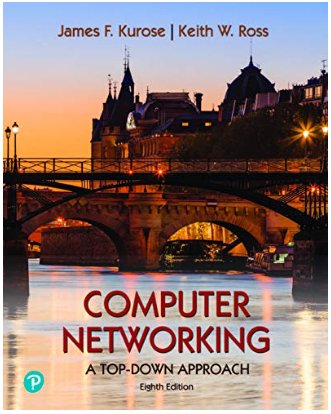 James F. Kurose | Keith W. Ross
COMPUTER
NETWORKING
A TOP-DOWN APPROACH
Eighth Edition
P